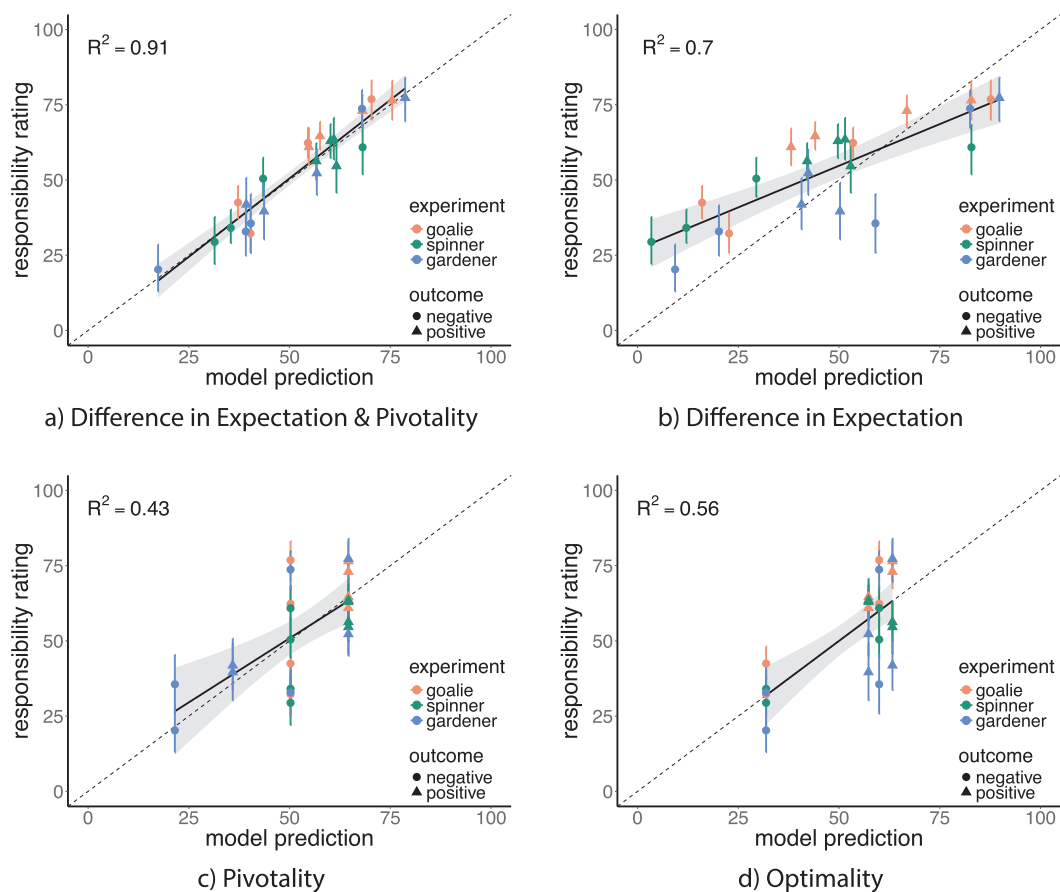 100
75
50
25
0
responsibility rating
R² = 0.91
experiment
goalie
spinner
gardener
outcome
negative
positive
0 25 50 75 100
model prediction
a) Difference in Expectation & Pivotality
100
75
50
25
0
responsibility rating
R² = 0.7
experiment
goalie
spinner
gardener
outcome
negative
positive
0 25 50 75 100
model prediction
b) Difference in Expectation
100
75
50
25
0
responsibility rating
R² = 0.43
experiment
goalie
spinner
gardener
outcome
negative
positive
0 25 50 75 100
model prediction
c) Pivotality
100
75
50
25
0
responsibility rating
R² = 0.56
experiment
goalie
spinner
gardener
outcome
negative
positive
0 25 50 75 100
model prediction
d) Optimality